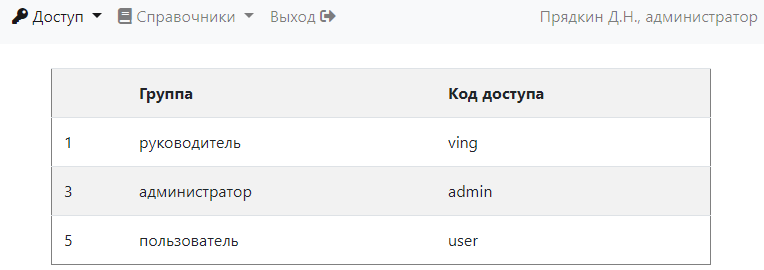 Доступ Справочники Выход Прядкин Д.Н., администратор
Группа Код доступа
1 руководитель ving
3 администратор admin
5 пользователь user